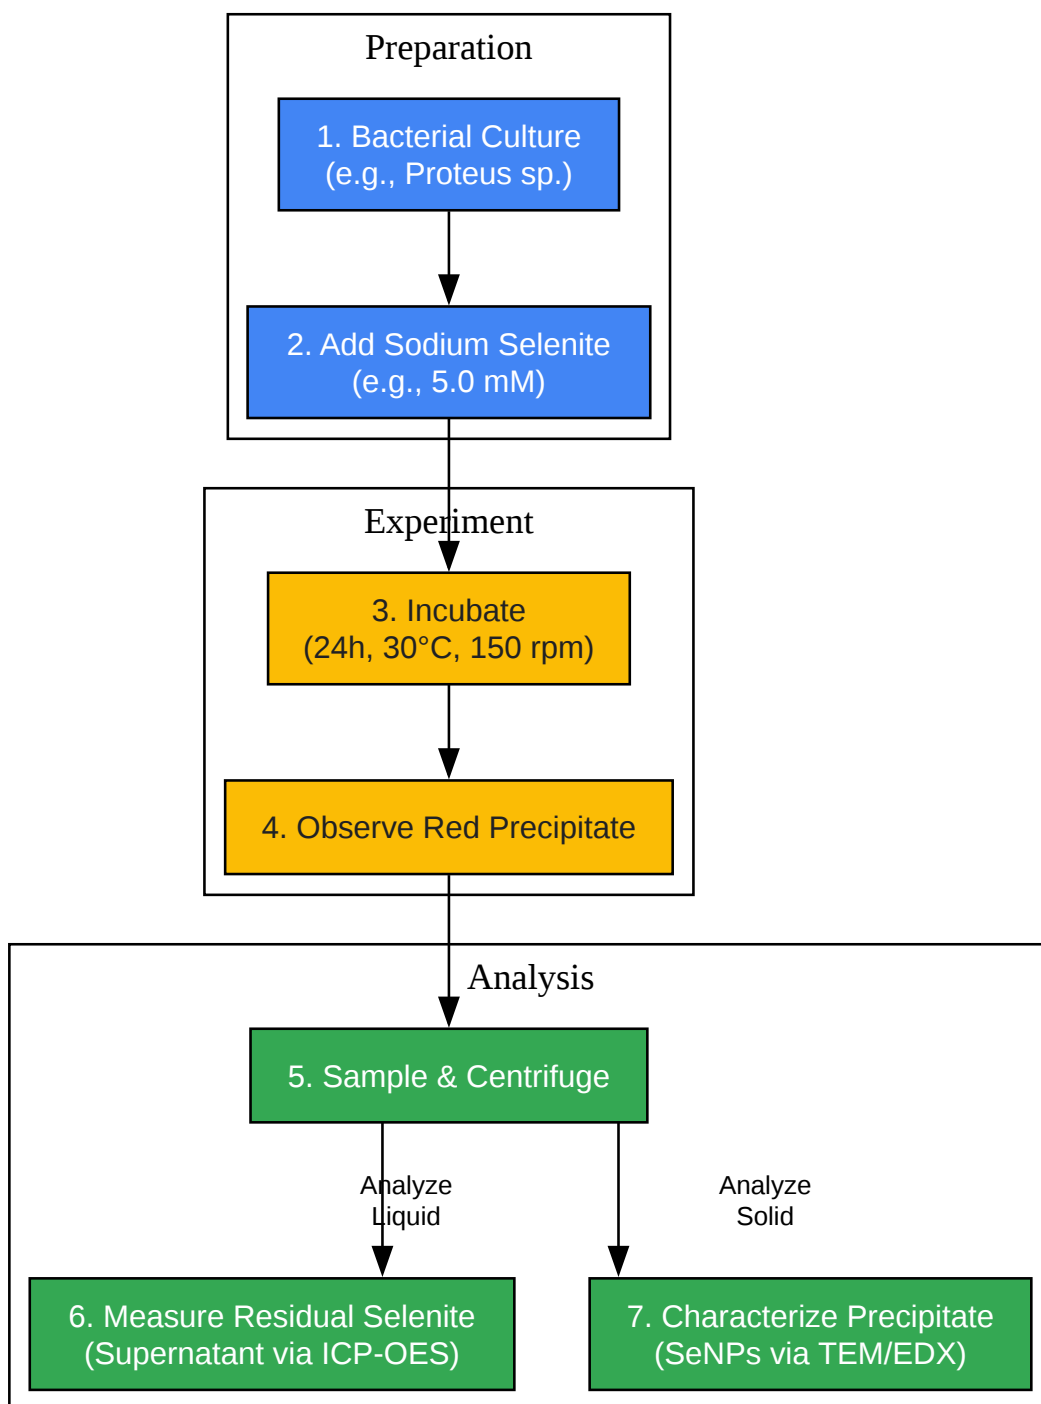 Preparation
1. Bacterial Culture
(e.g., Proteus sp.)
2. Add Sodium Selenite
(e.g., 5.0 mM)
Experiment
3. Incubate
(24h, 30°C, 150 rpm)
4. Observe Red Precipitate
Analysis
5. Sample & Centrifuge
Analyze
Liquid
Analyze
Solid
6. Measure Residual Selenite
(Supernatant via ICP-OES)
7. Characterize Precipitate
(SeNPs via TEM/EDX)